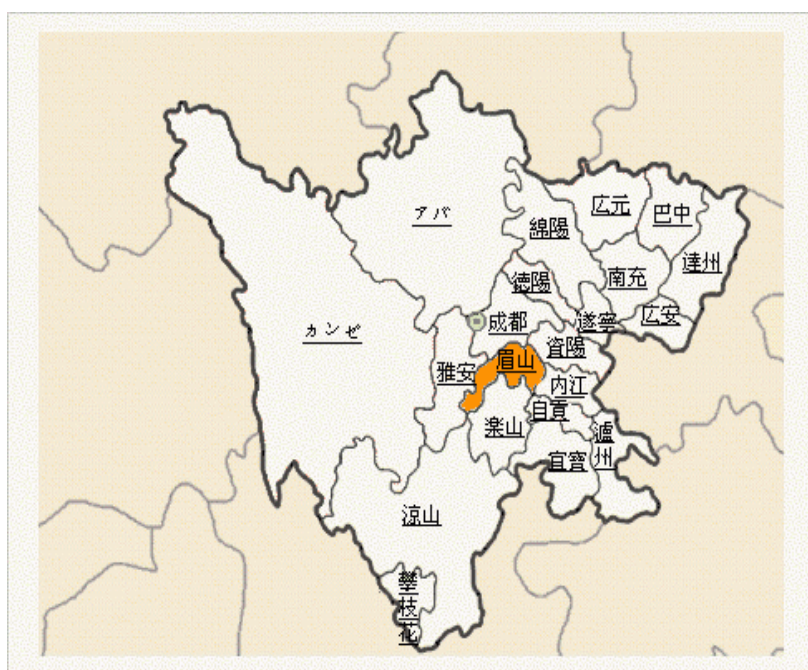 広元
巴中
アバ
綿陽
達州
徳陽
南充
成都
遂寧
広安
カンゼ
資陽
眉山
雅安
内江
自貢
楽山
瀘州
宜賓
涼山
攀枝花